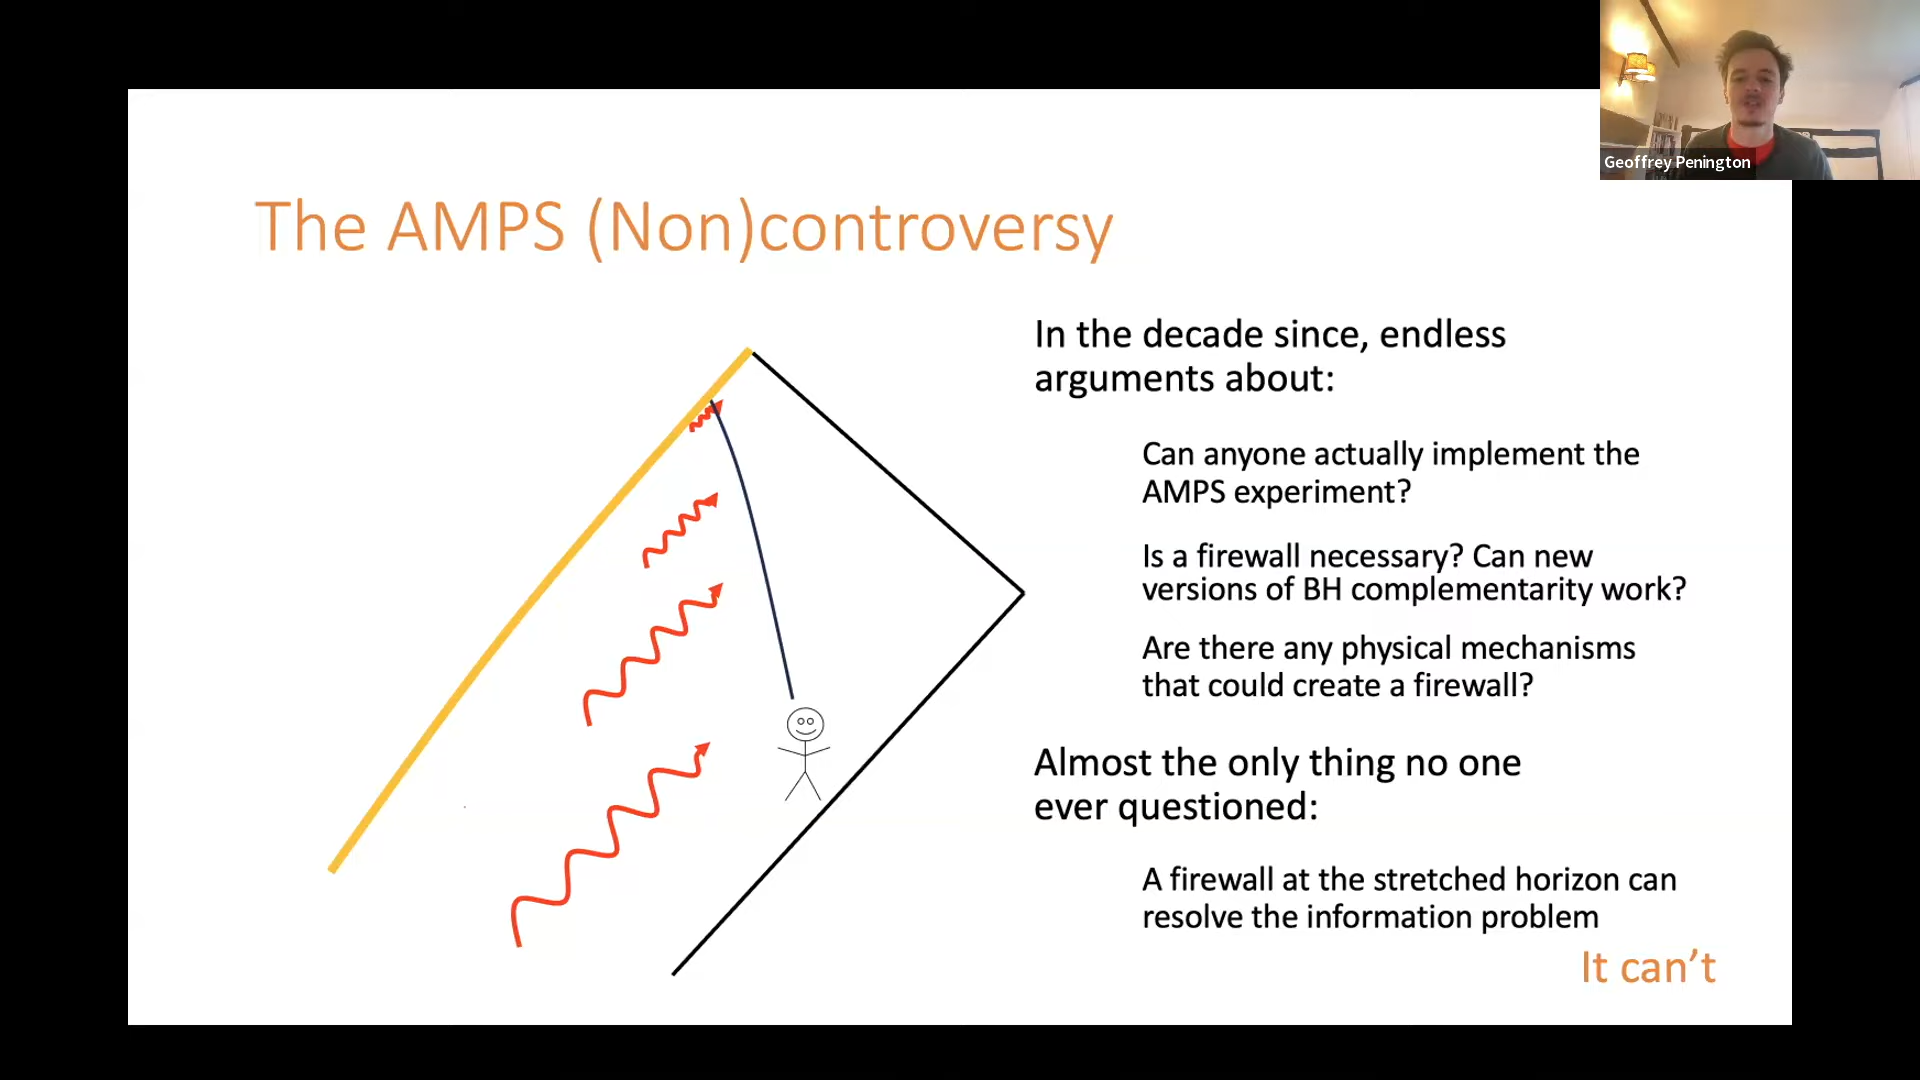 Geoffrey Penington
The AMPS (Non)controversy
In the decade since, endless
arguments about:
Can anyone actually implement the
AMPS experiment?
Is a firewall necessary? Can new
versions of BH complementarity work?
Are there any physical mechanisms
that could create a firewall?
Almost the only thing no one
ever questioned:
A firewall at the stretched horizon can
resolve the information problem
It can’t